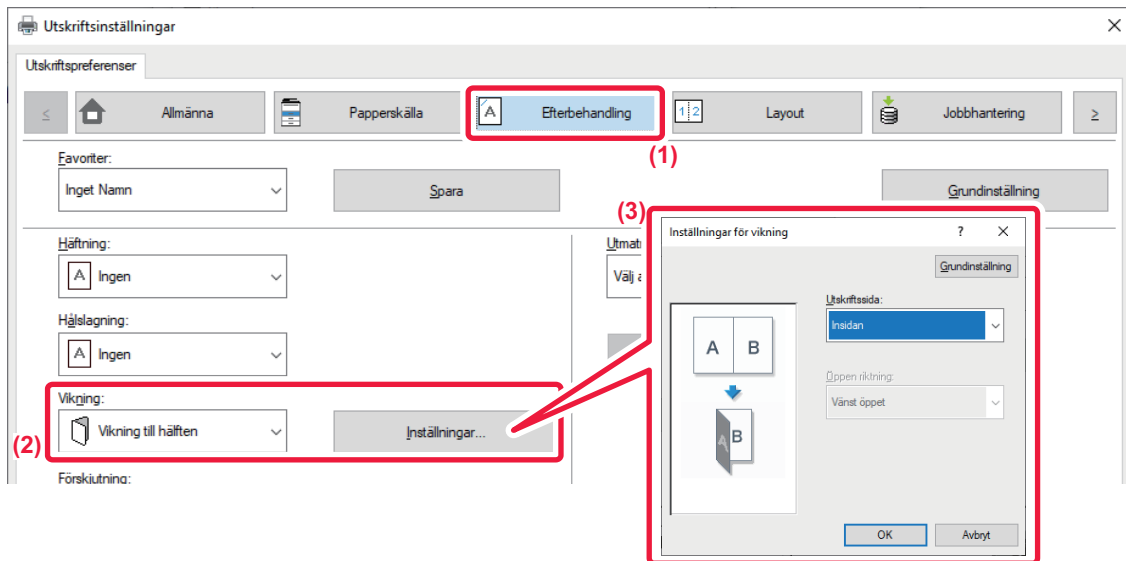 Utskriftsinställningar
Utskriftspreferenser
< Allmänna Papperskälla Efterbehandling Layout Jobbhantering >
(1)
Favoriter:
Inget Namn Spara Grundinställning
(3)
Häftning:
Ingen
Hålslagning:
Ingen
Vikning:
(2)
Vikning till hälften Inställningar...
Förskjutning:
Välj
Inställningar för vikning ?
Grundinställning
Utskriftssida:
Insidan
A B
Öppen riktning:
Vänst öppet
A B
OK Avbryt